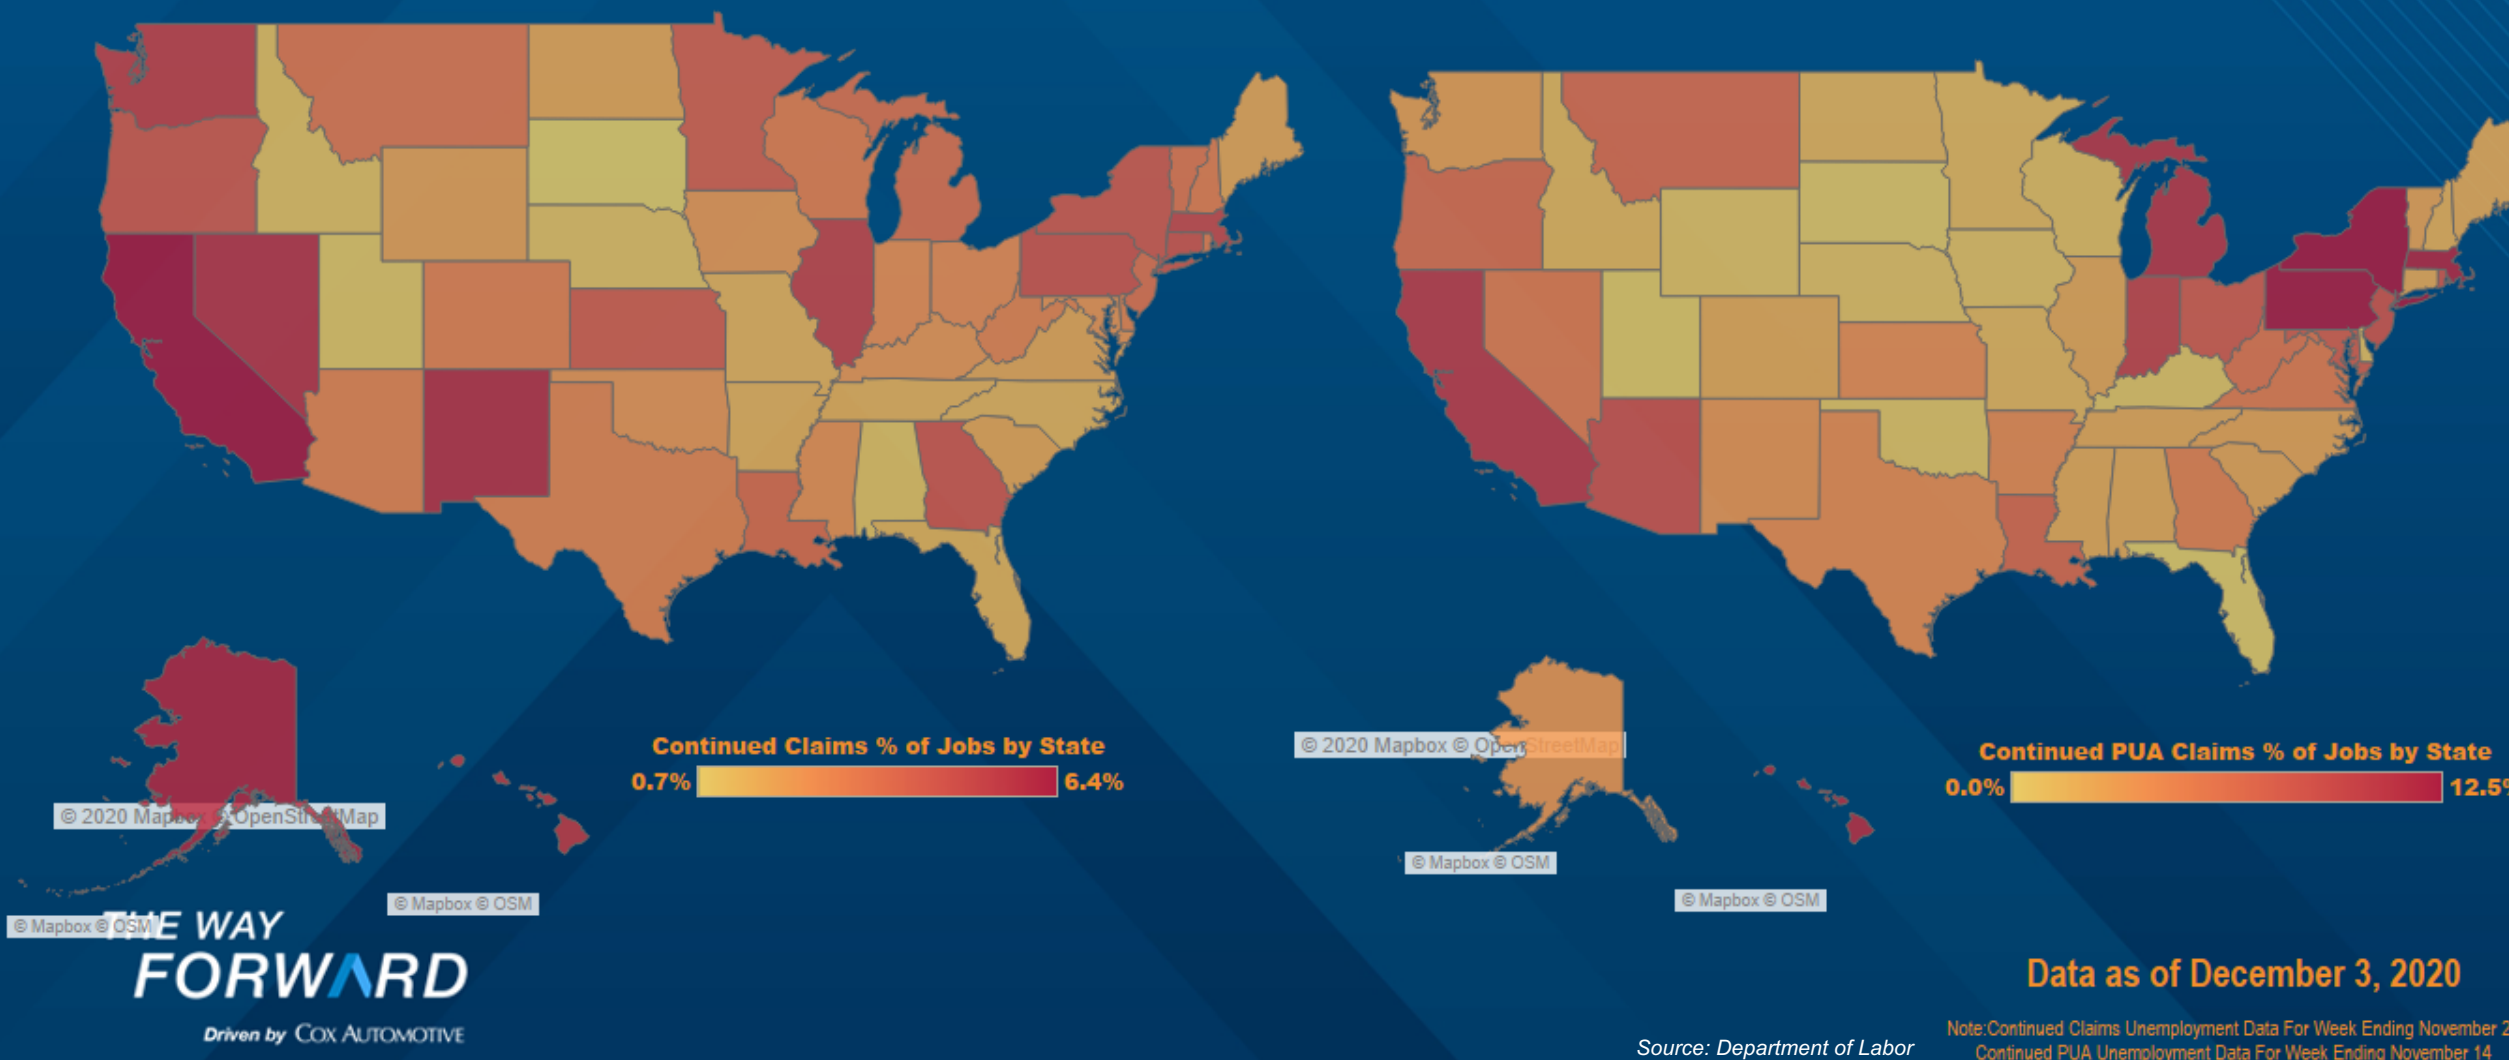 Continued Claims % of Jobs by State
0.7% 6.4%
© 2020 Mapbox © OpenStreetMap
© Mapbox © OSM
© Mapbox © OSM
THE WAY
FORWARD
Driven by COX AUTOMOTIVE
© 2020 Mapbox © OpenStreetMap
Continued PUA Claims % of Jobs by State
0.0% 12.5%
© Mapbox © OSM
© Mapbox © OSM
Data as of December 3, 2020
Note:Continued Claims Unemployment Data For Week Ending November
Continued PUA Unemployment Data For Week Ending November 14
Source: Department of Labor